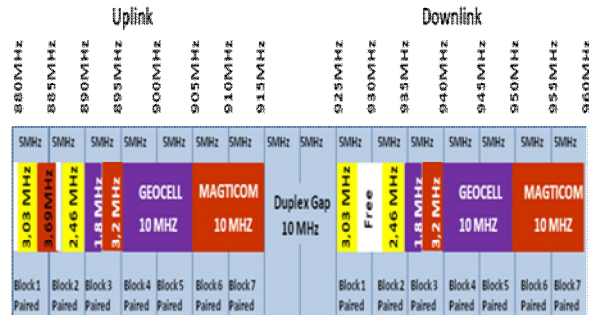 Uplink
Downlink
880MHz
885MHz
890MHz
895MHz
900MHz
905MHz
910MHz
915MHz
925MHz
930MHz
935MHz
940MHz
945MHz
950MHz
955MHz
960MHz
5MHz 5MHz 5MHz 5MHz 5MHz 5MHz 5MHz 5MHz 5MHz 5MHz 5MHz 5MHz 5MHz 5MHz 5MHz 5MHz
3,03 MHz
3,69MHz
2,46 MHz
1.8 MHz
3,2 MHz
GEOCELL
10 MHZ
MAGTICOM
10 MHZ
Duplex Gap
10 MHz
3,03 MHz
Free
2,46 MHz
1.8 MHz
3,2 MHz
GEOCELL
10 MHZ
MAGTICOM
10 MHZ
Block1 Block2 Block3 Block4 Block5 Block6 Block7 Block1 Block2 Block3 Block4 Block5 Block6 Block7
Paired Paired Paired Paired Paired Paired Paired Paired Paired Paired Paired Paired Paired Paired